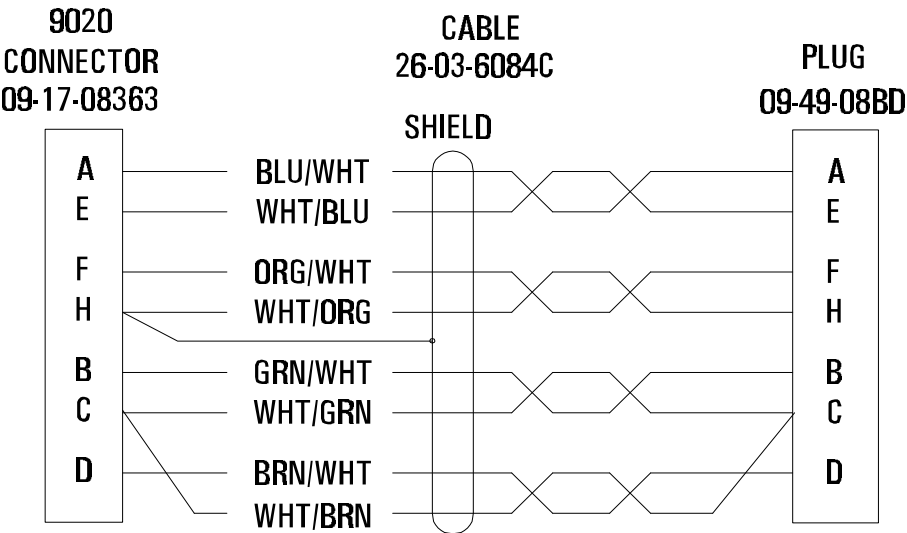 9020
CONNECTOR
09-17-08363
CABLE
26-03-6084C
PLUG
09-49-08BD
SHIELD
A BLU/WHT A
E WHT/BLU E
F ORG/WHT F
H WHT/ORG H
B GRN/WHT B
C WHT/GRN C
D BRN/WHT D
WHT/BRN